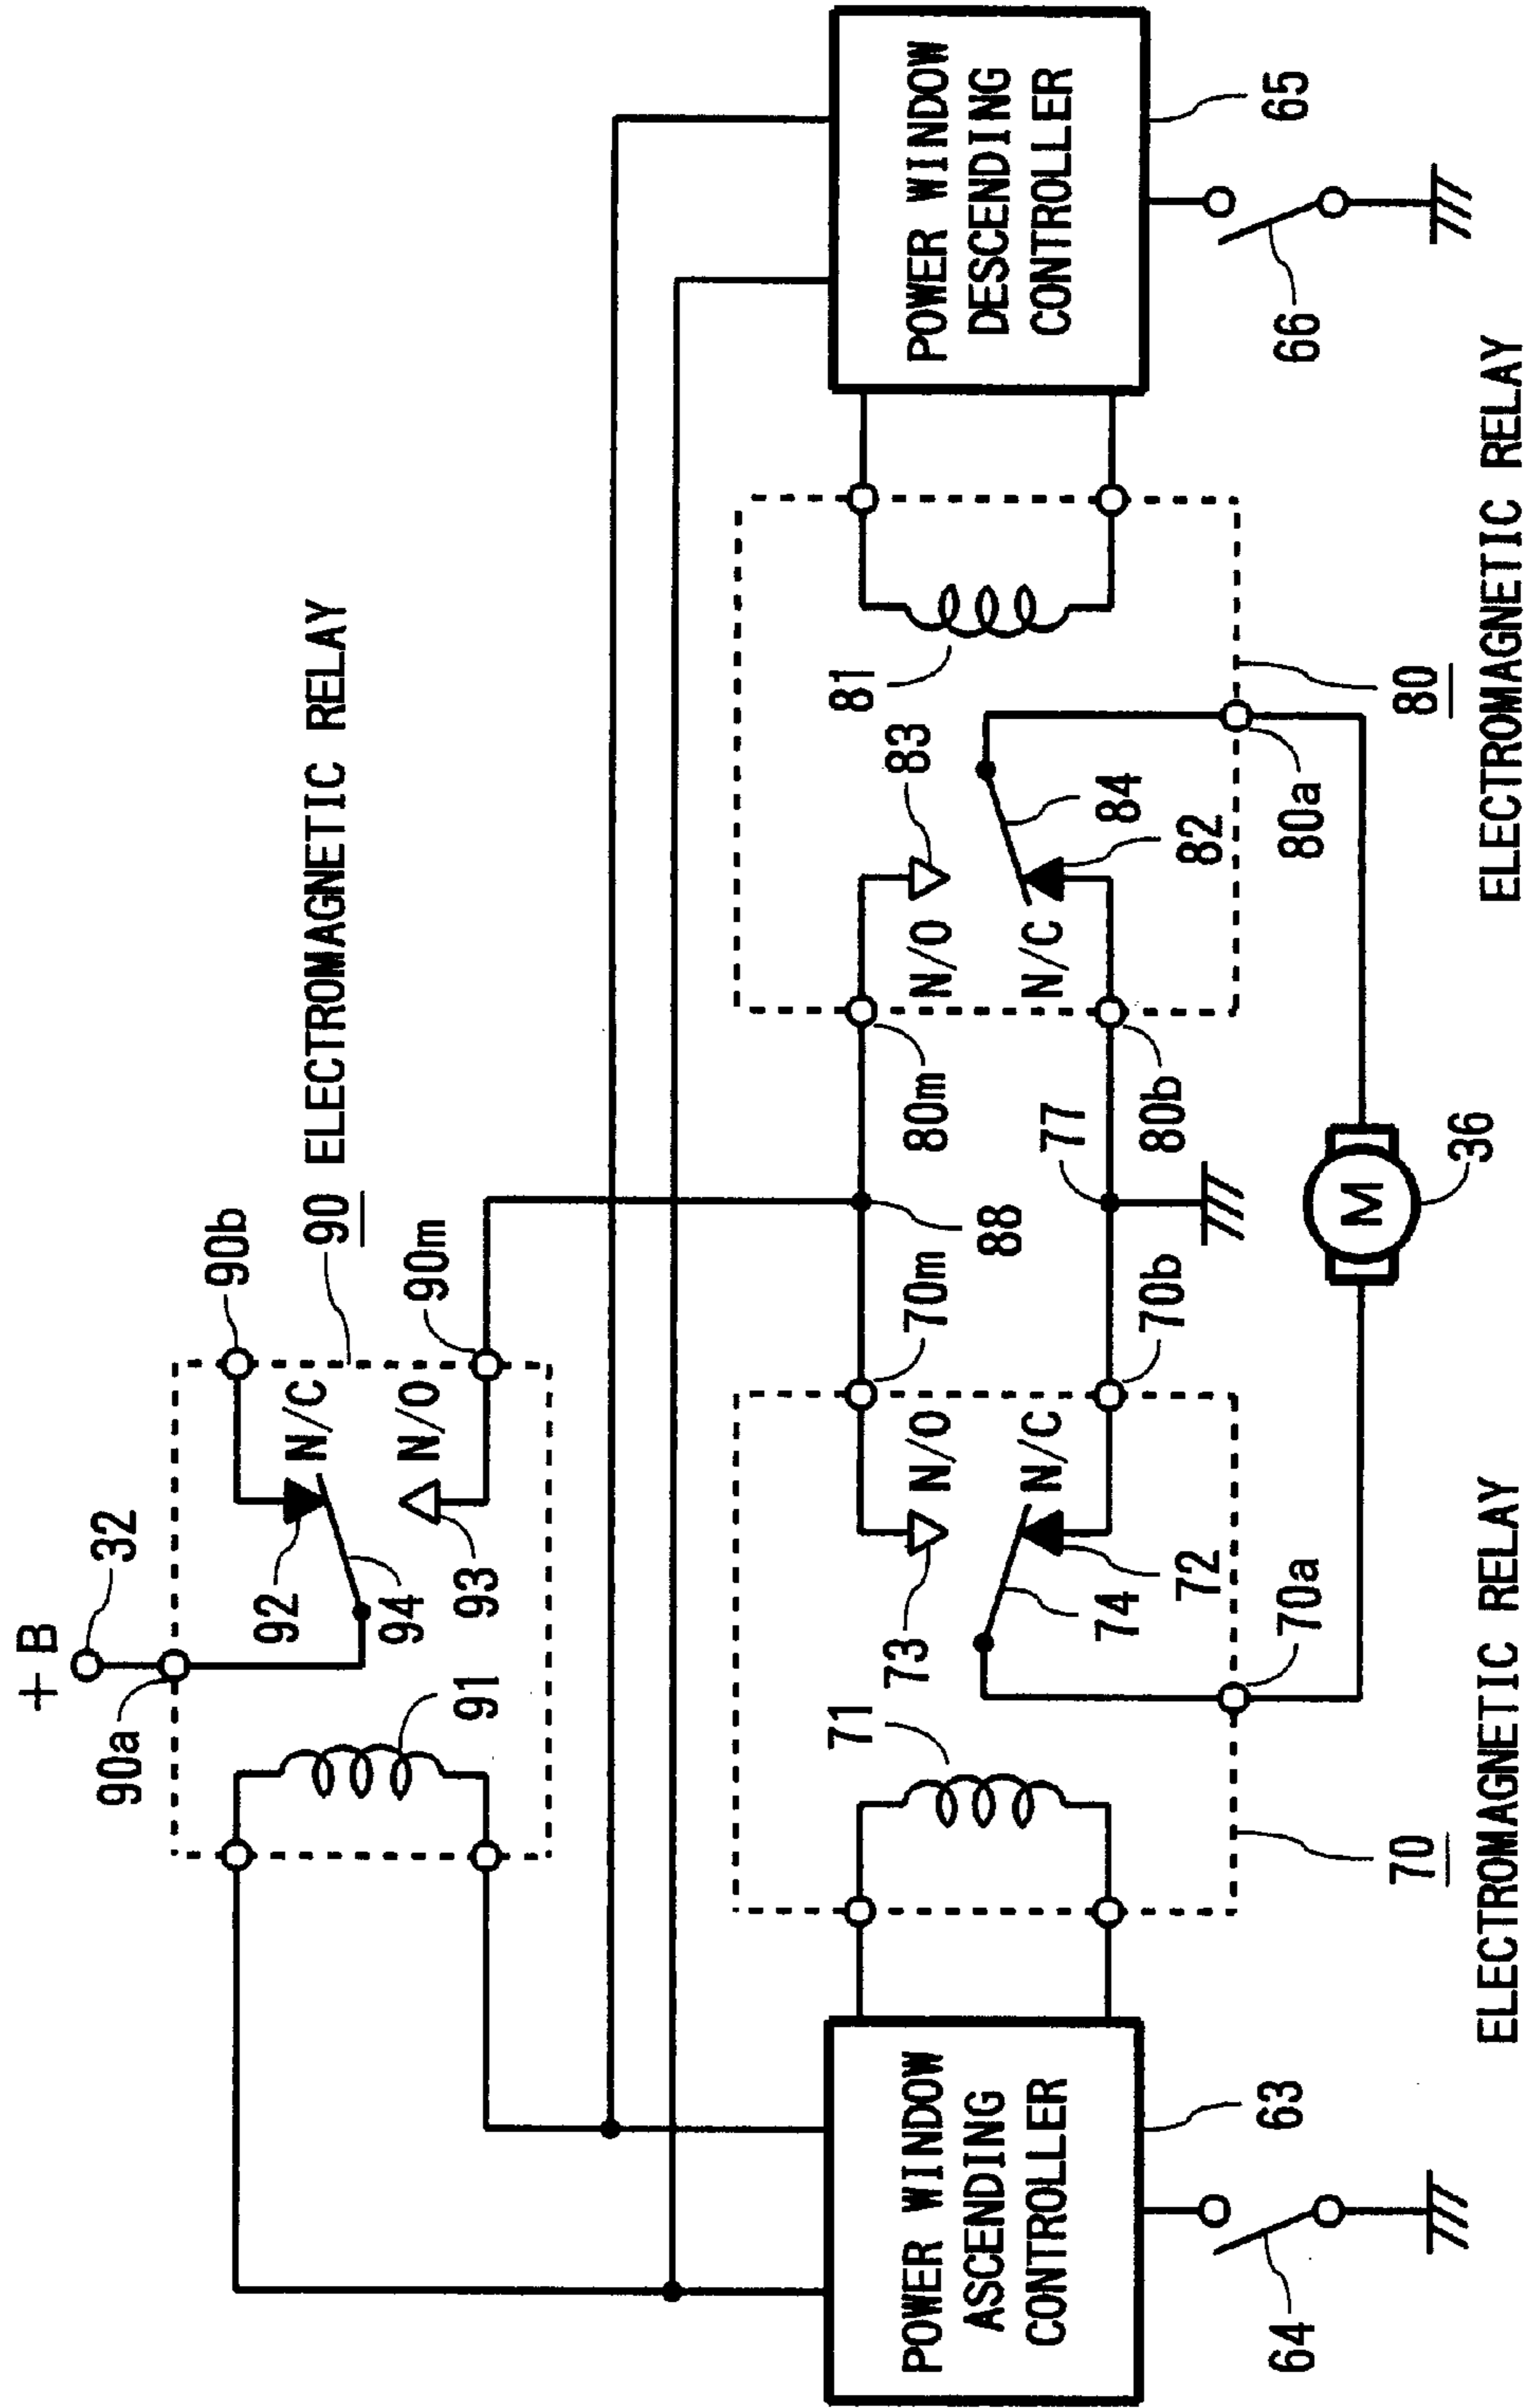 +B
32
90a
90b
90 ELECTROMAGNETIC RELAY
92
N/C
94
91
N/O
93
90m
POWER WINDOW
ASCENDING
CONTROLLER
63
64
71
73
N/O
70m
88
80m
N/O
83
81
74
N/C
72
70b
77
80b
N/C
82
84
70a
80a
M
36
70
ELECTROMAGNETIC RELAY
80
ELECTROMAGNETIC RELAY
POWER WINDOW
DESCENDING
CONTROLLER
65
66